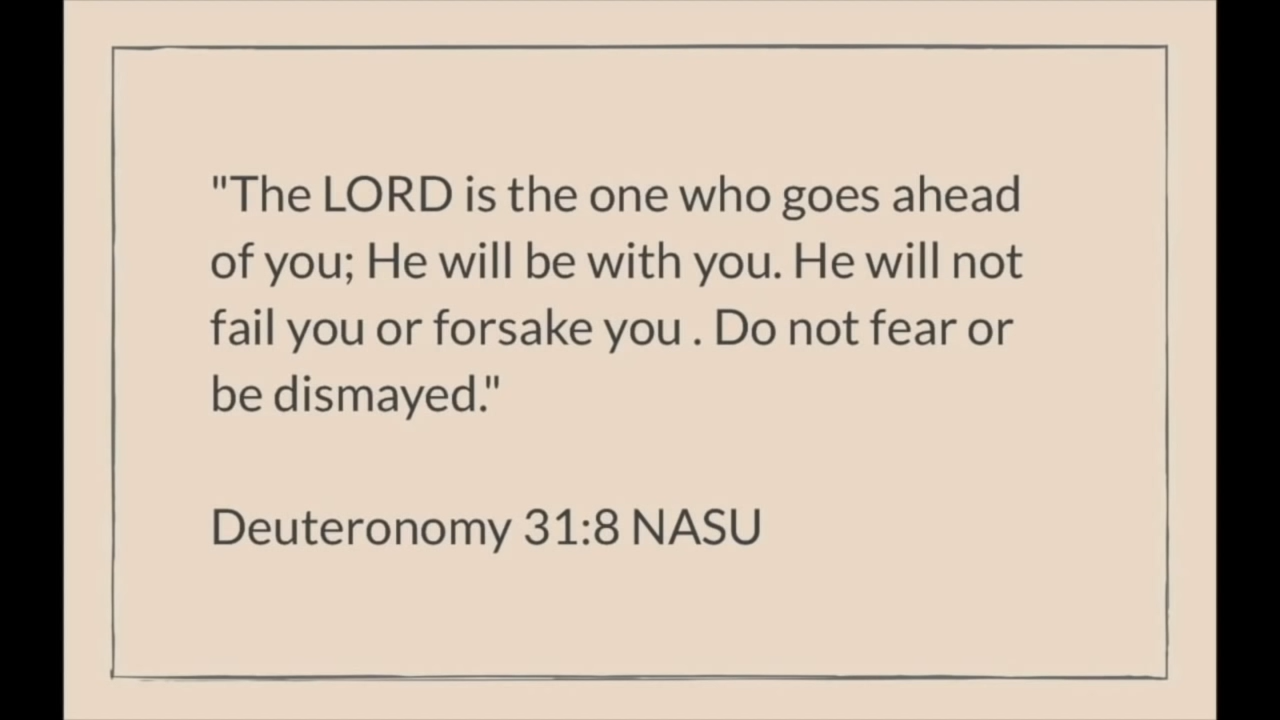 "The LORD is the one who goes ahead
of you; He will be with you. He will not
fail you or forsake you . Do not fear or
be dismayed."
Deuteronomy 31:8 NASU